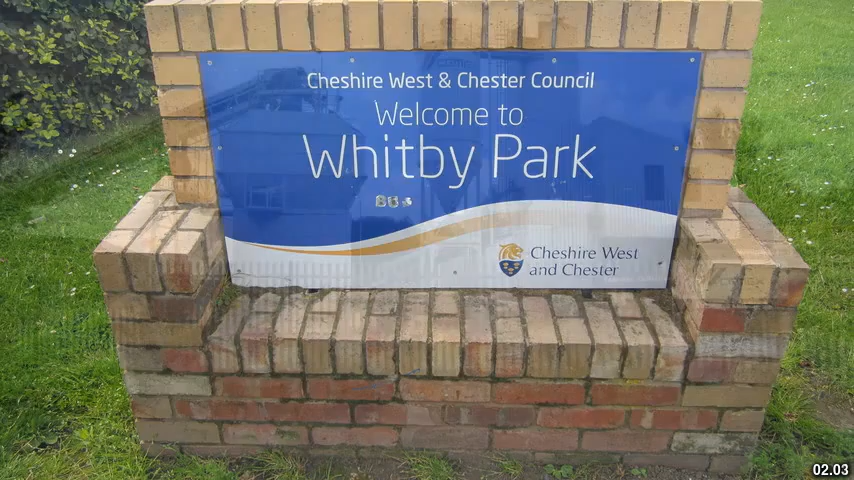 Cheshire West & Chester Council
Welcome to
Whitby Park
Cheshire West
and Chester
02.03